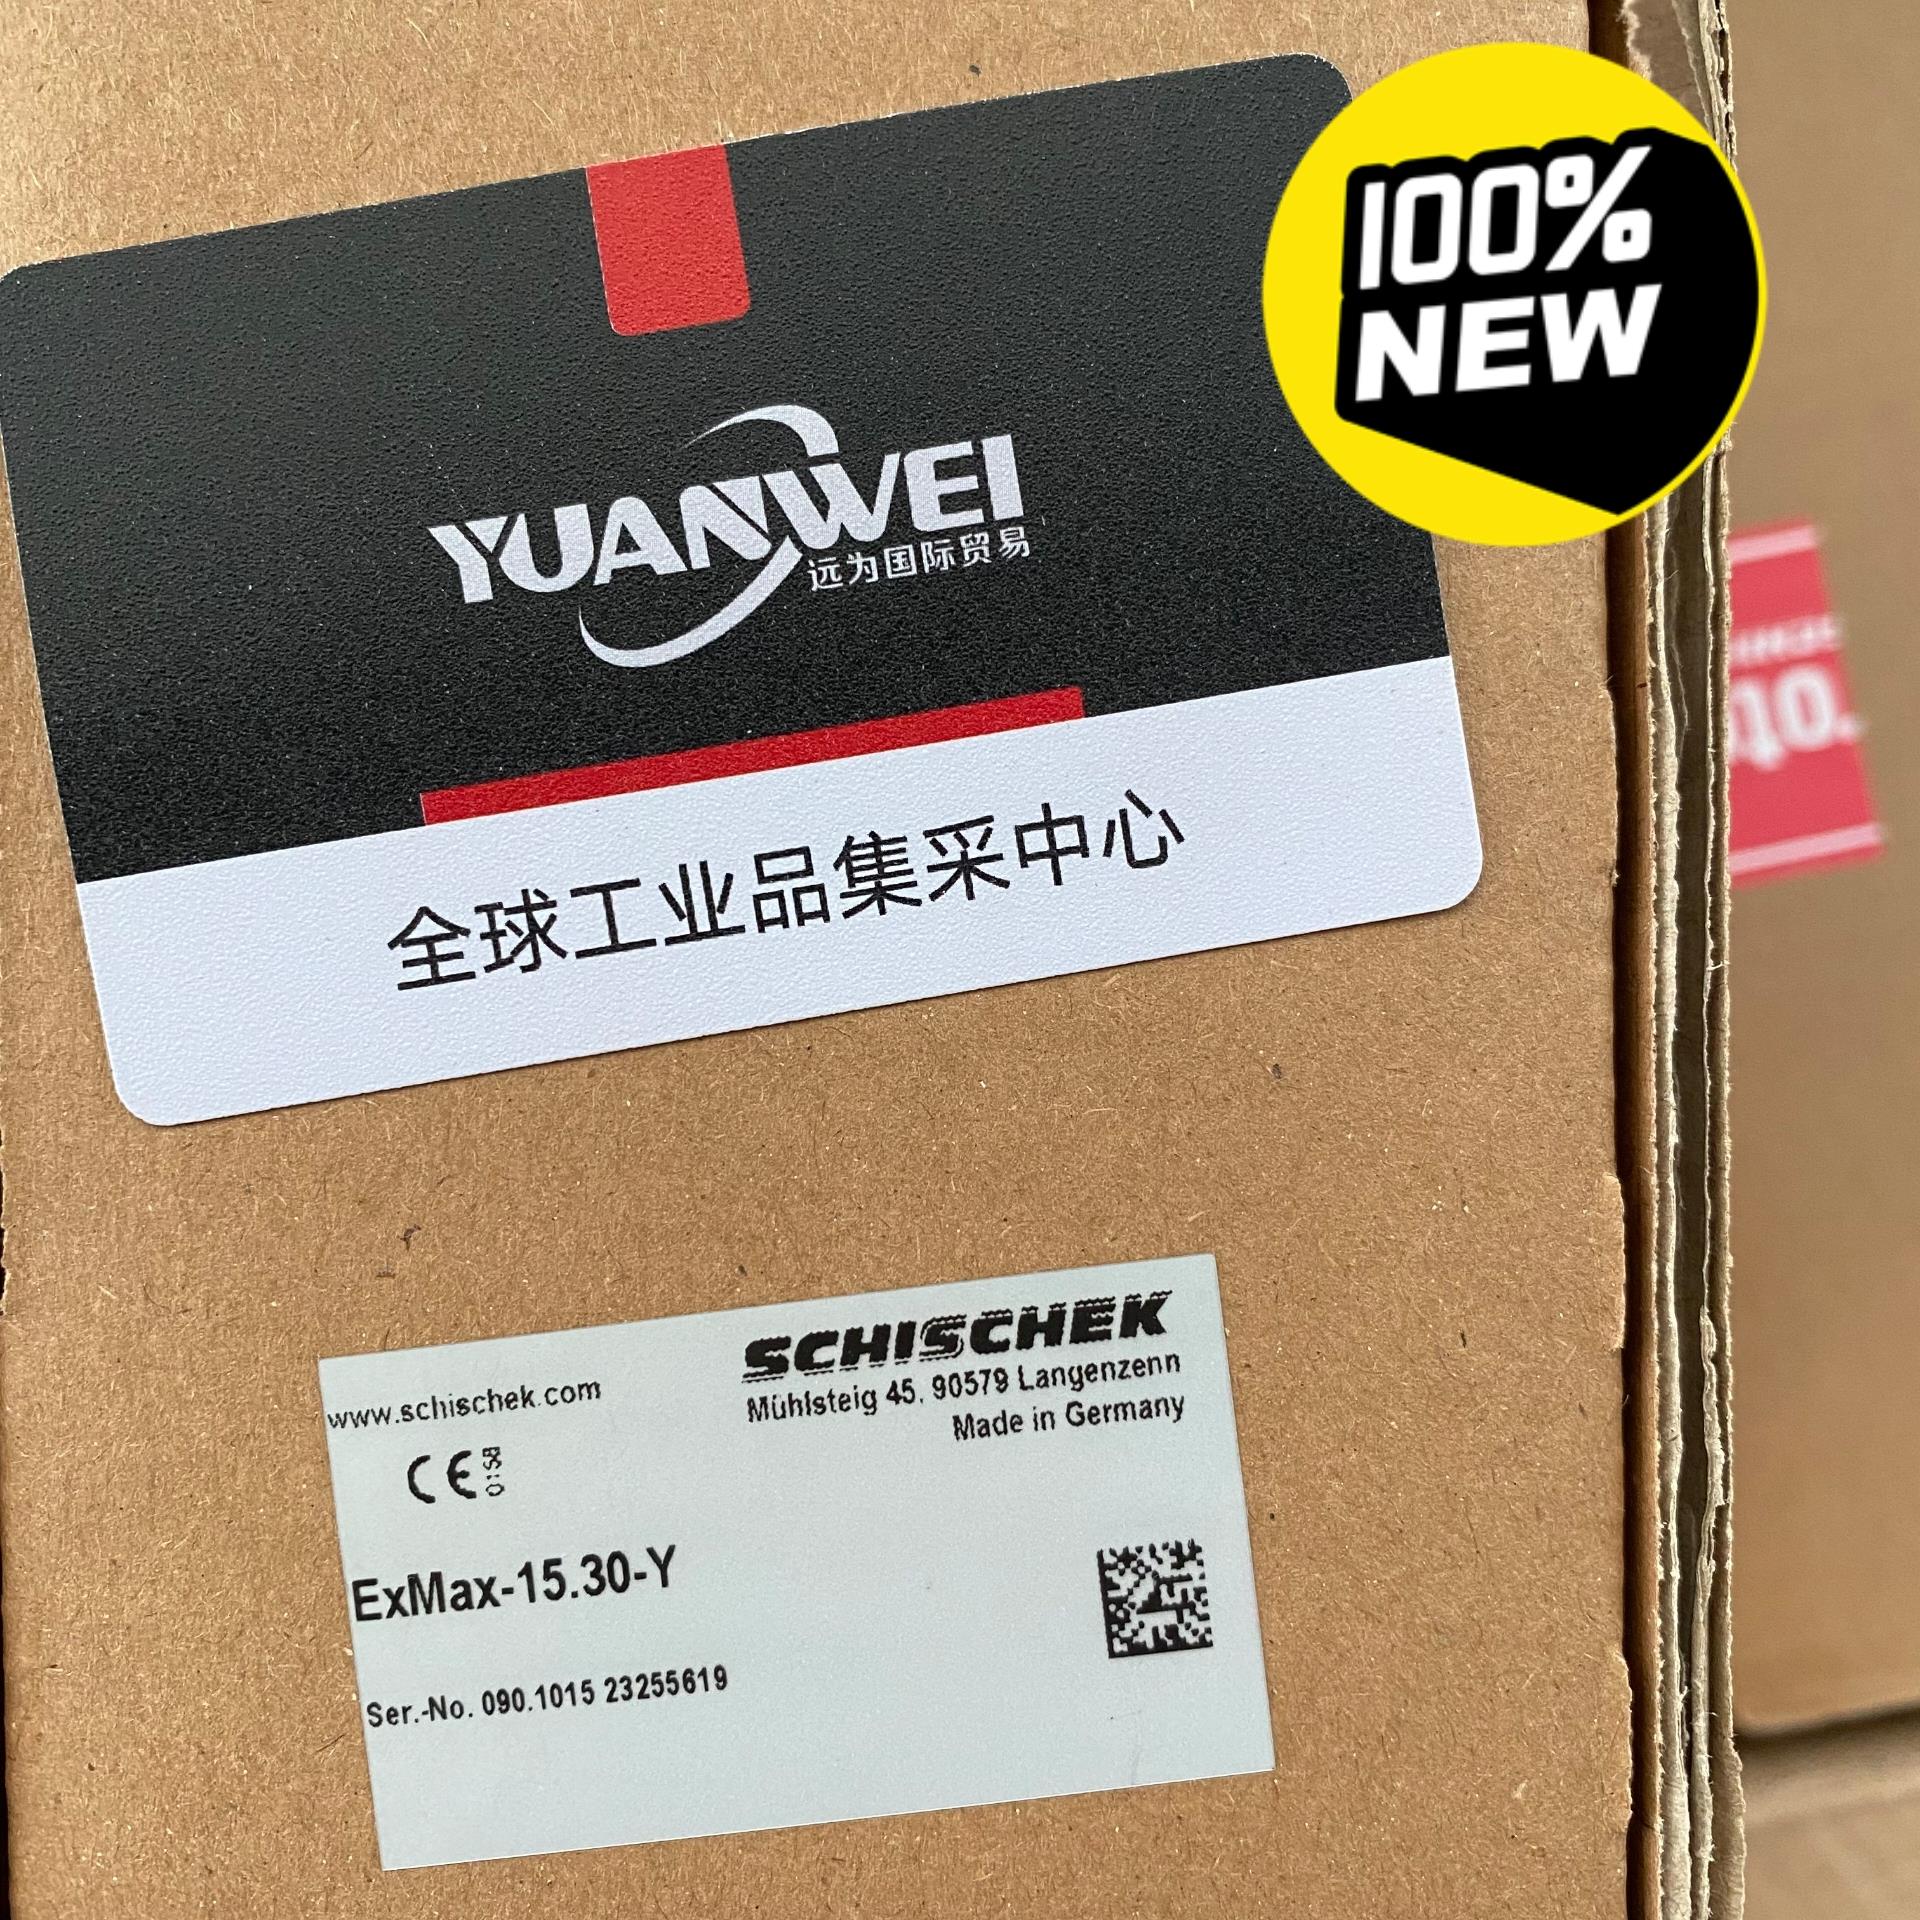 100%
NEW
YUANWEI
远为国际贸易
全球工业品集采中心
SCHISCHEK
www.schischek.com
Mühlsteig 45, 90579 Langenzenn
Made in Germany
CE 0158
ExMax-15.30-Y
Ser.-No. 090.1015 23255619